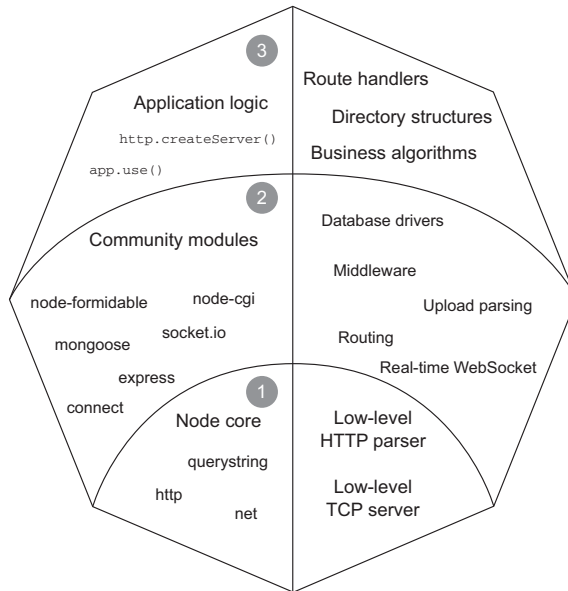 3
Application logic
http.createServer()
app.use()
Route handlers
Directory structures
Business algorithms
2
Community modules
node-formidable
node-cgi
mongoose
socket.io
express
connect
Database drivers
Middleware
Upload parsing
Routing
Real-time WebSocket
1
Node core
querystring
http
net
Low-level
HTTP parser
Low-level
TCP server